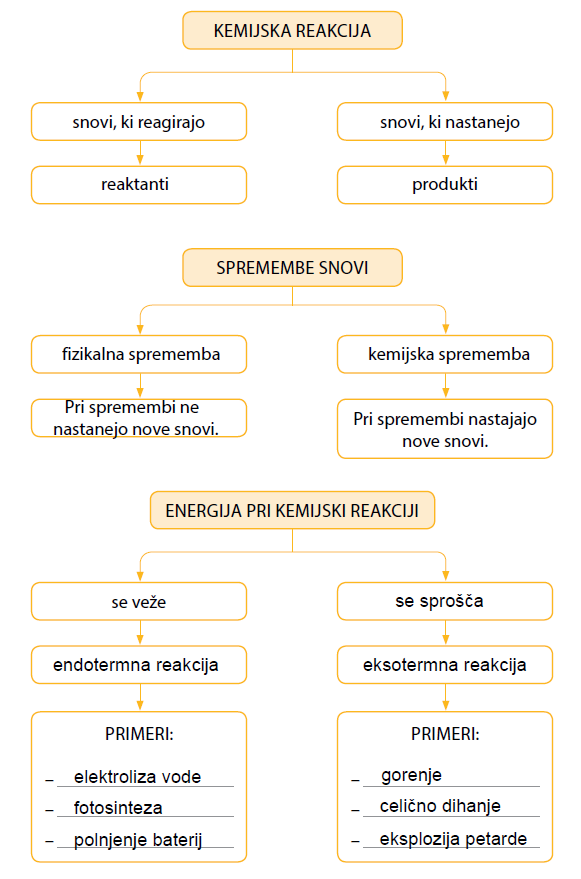 KEMIJSKA REAKCIJA
snovi, ki reagirajo
snovi, ki nastanejo
reaktanti
produkti
SPREMEMBE SNOVI
fizikalna sprememba
kemijska sprememba
Pri spremembi ne
nastanejo nove snovi.
Pri spremembi nastajajo
nove snovi.
ENERGIJA PRI KEMIJSKI REAKCIJI
se veže
se sprošča
endotermna reakcija
eksotermna reakcija
PRIMERI:
– elektroliza vode
– fotosinteza
– polnjenje baterij
PRIMERI:
– gorenje
– celično dihanje
– eksplozija petarde